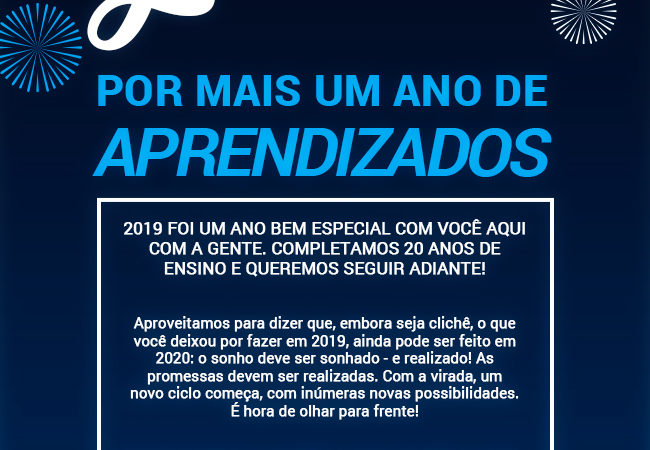 POR MAIS UM ANO DE
APRENDIZADOS
2019 FOI UM ANO BEM ESPECIAL COM VOCÊ AQUI
COM A GENTE. COMPLETAMOS 20 ANOS DE
ENSINO E QUEREMOS SEGUIR ADIANTE!
Aproveitamos para dizer que, embora seja clichê, o que
você deixou por fazer em 2019, ainda pode ser feito em
2020: o sonho deve ser sonhado - e realizado! As
promessas devem ser realizadas. Com a virada, um
novo ciclo começa, com inúmeras novas possibilidades.
É hora de olhar para frente!